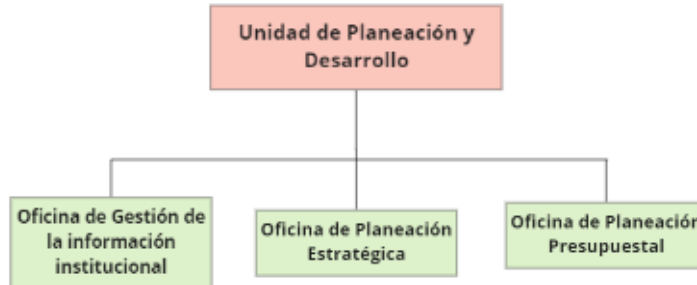 Unidad de Planeación y
Desarrollo
Oficina de Gestión de
la información
institucional
Oficina de Planeación
Estratégica
Oficina de Planeación
Presupuestal